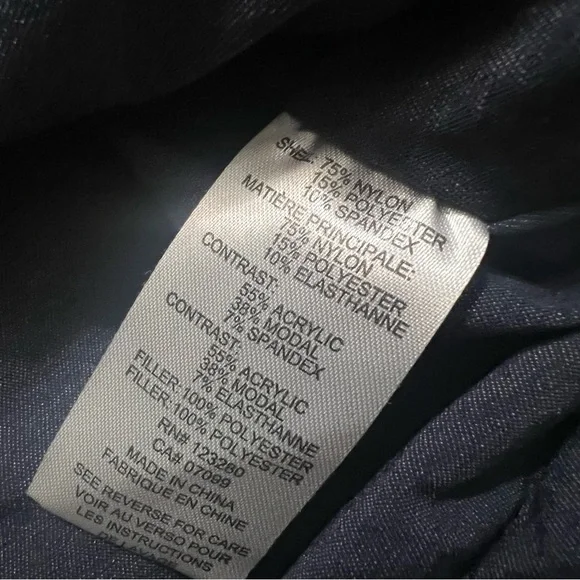 SHELL: 75% NYLON
15% POLYESTER
10% SPANDEX
MATIÈRE PRINCIPALE:
75% NYLON
15% POLYESTER
10% ELASTHANNE
CONTRAST:
55% ACRYLIC
38% MODAL
7% SPANDEX
CONTRAST:
55% ACRYLIC
38% MODAL
7% ELASTHANNE
FILLER: 100% POLYESTER
FILLER: 100% POLYESTER
RN# 123280
CA# 07099
MADE IN CHINA
FABRIQUE EN CHINE
SEE REVERSE FOR CARE
VOIR AU VERSO POUR
LES INSTRUCTIONS